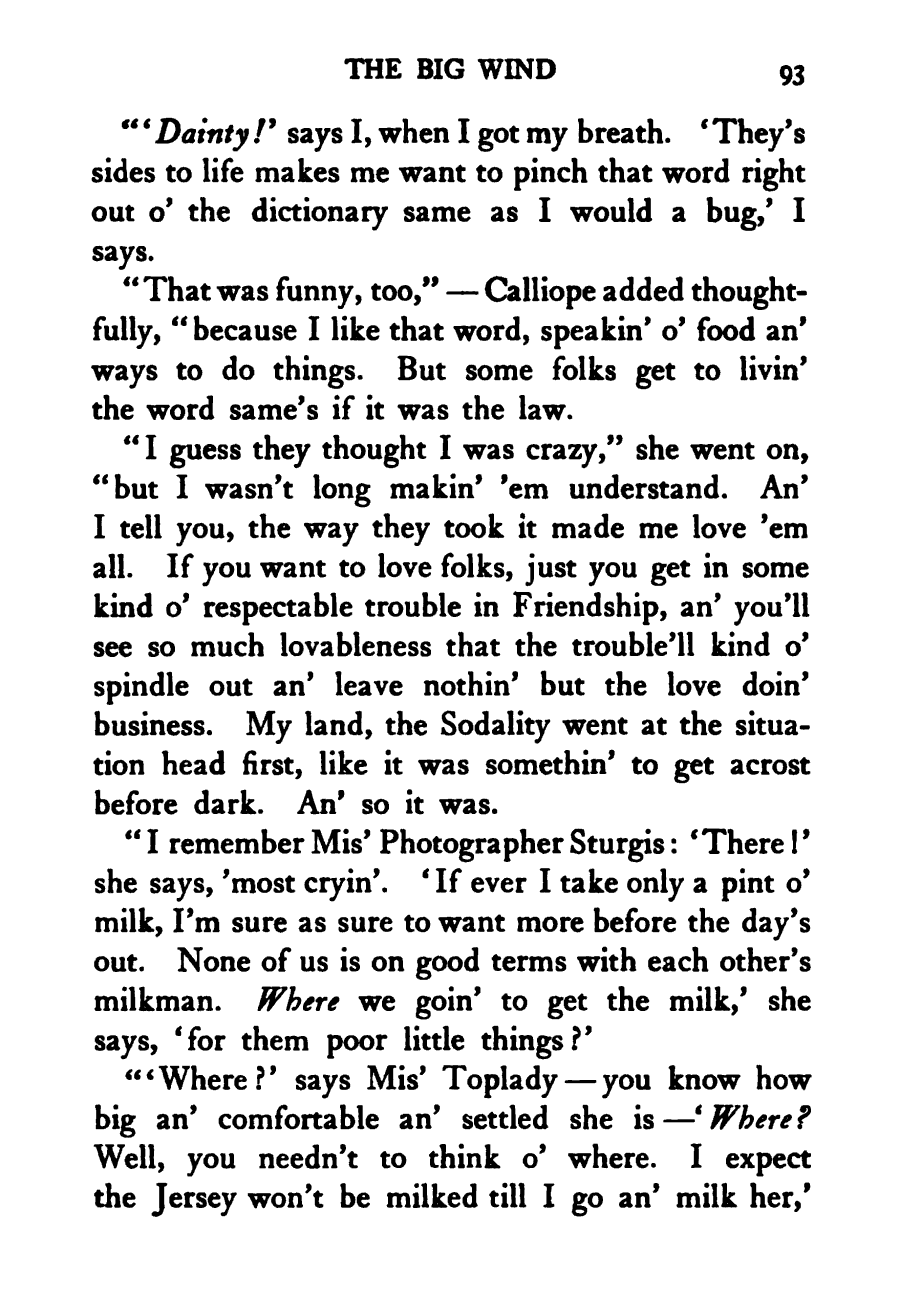 THE BIG WIND 93
"'Dainty!' says I, when I got my breath. 'They's
sides to life makes me want to pinch that word right
out o' the dictionary same as I would a bug,' I
says.
"That was funny, too," — Calliope added thought-
fully, "because I like that word, speakin' o' food an'
ways to do things. But some folks get to livin'
the word same's if it was the law.
"I guess they thought I was crazy," she went on,
"but I wasn't long makin' 'em understand. An'
I tell you, the way they took it made me love 'em
all. If you want to love folks, just you get in some
kind o' respectable trouble in Friendship, an' you'll
see so much lovableness that the trouble'll kind o'
spindle out an' leave nothin' but the love doin'
business. My land, the Sodality went at the situa-
tion head first, like it was somethin' to get acrost
before dark. An' so it was.
"I remember Mis' Photographer Sturgis: 'There!'
she says, 'most cryin'. 'If ever I take only a pint o'
milk, I'm sure as sure to want more before the day's
out. None of us is on good terms with each other's
milkman. Where we goin' to get the milk,' she
says, 'for them poor little things?'
"'Where?' says Mis' Toplady — you know how
big an' comfortable an' settled she is —'Where?
Well, you needn't to think o' where. I expect
the Jersey won't be milked till I go an' milk her,'